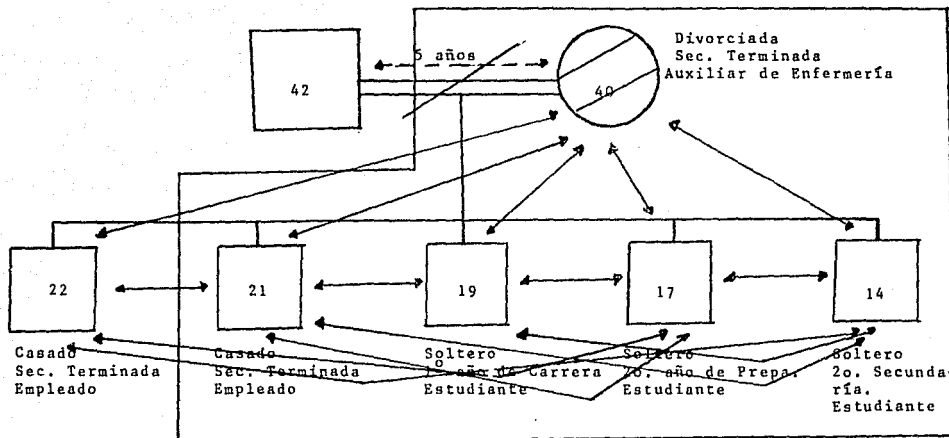 Divorciada
5 años
Sec. Terminada
Auxiliar de Enfermería
42
40
22
21
19
17
14
Casado
Sec. Terminada
Empleado
Casado
Sec. Terminada
Empleado
Soltero
año de Carrera
Estudiante
Soltero
2o. año de Prepa.
Estudiante
Soltero
2o. Secunda-
ría.
Estudiante